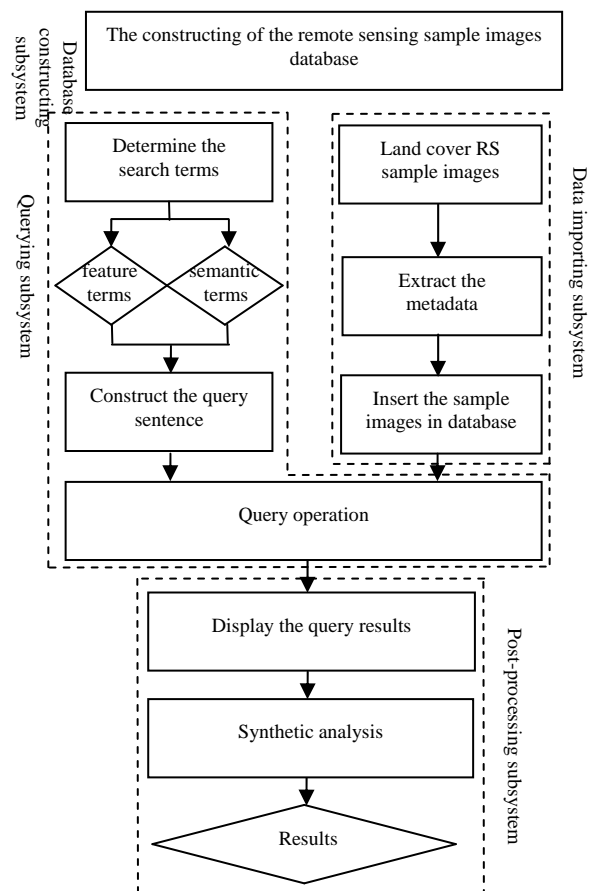 The constructing of the remote sensing sample images
database
Database
constructing
subsystem
Determine the
search terms
Land cover RS
sample images
Querying subsystem
Data importing subsystem
feature
terms
semantic
terms
Extract the
metadata
Construct the query
sentence
Insert the sample
images in database
Query operation
Display the query results
Post-processing subsystem
Synthetic analysis
Results